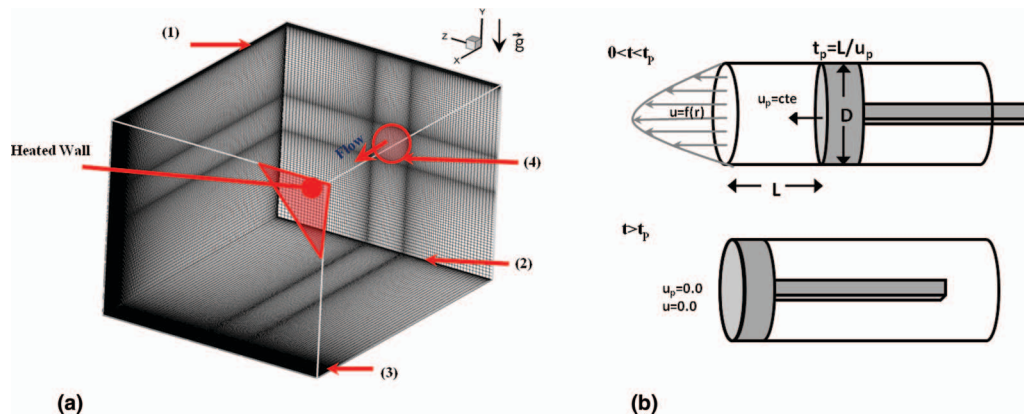 (1)
Y
Z
X
g
Heated Wall
Flow
(4)
(2)
(3)
(a)
0<t<tp
tp=L/up
up=cte
u=f(r)
D
L
t>tp
up=0.0
u=0.0
(b)